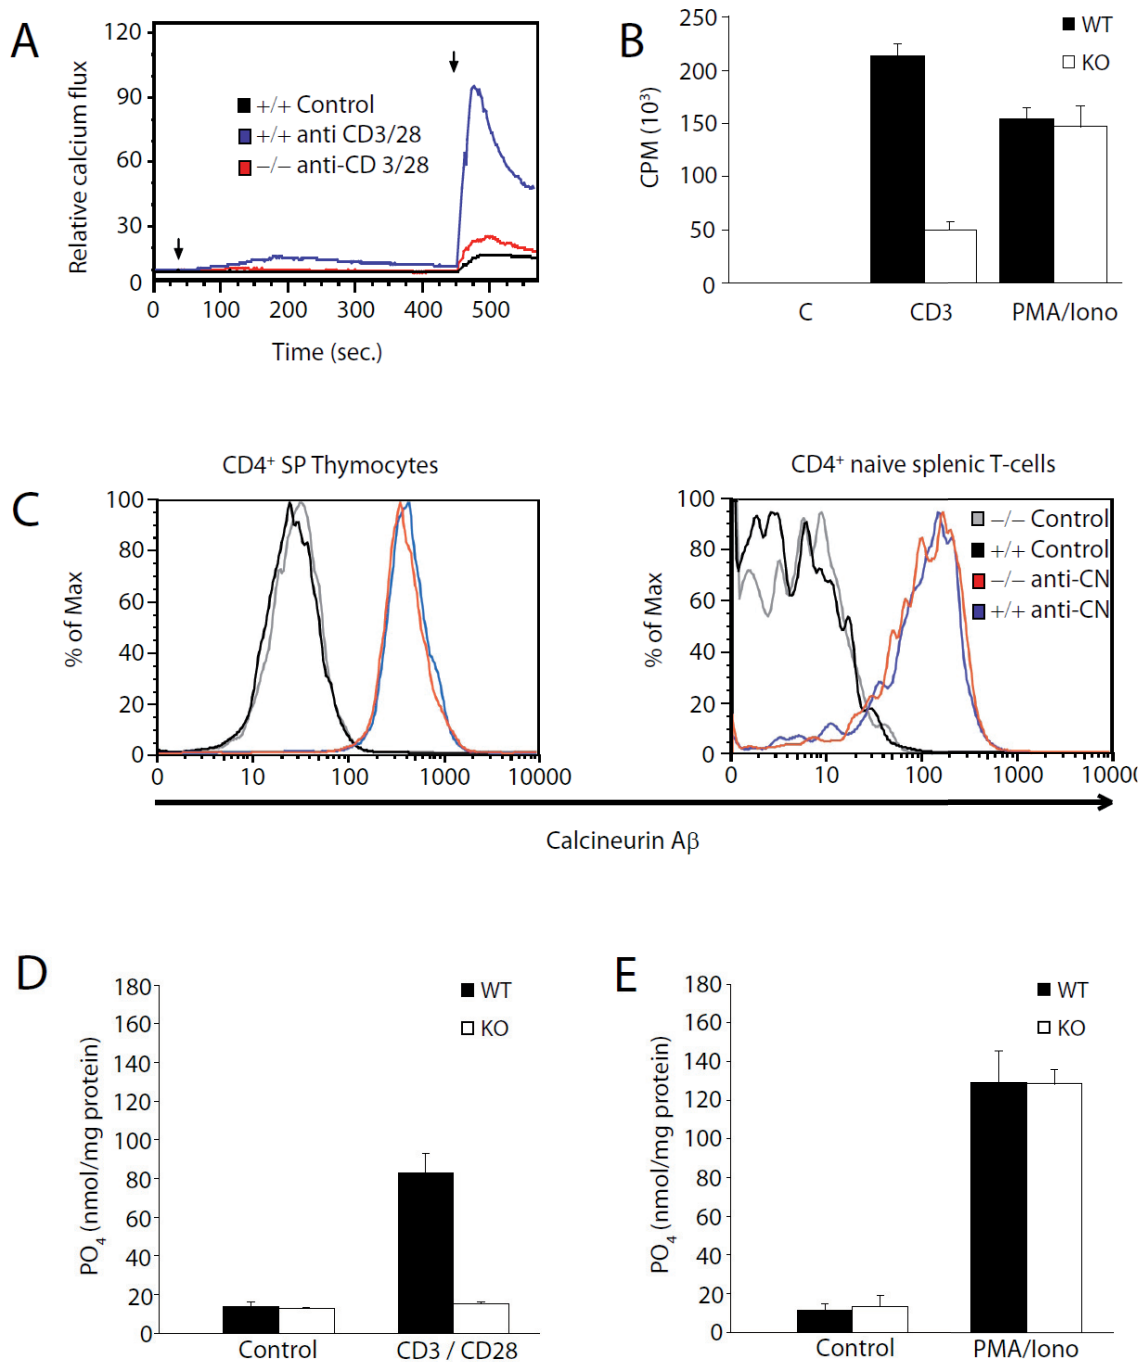 A
Relative calcium flux
120
90
60
30
0
+/+ Control
+/+ anti CD3/28
−/− anti-CD 3/28
0 100 200 300 400 500
Time (sec.)
B
CPM (10³)
250
200
150
100
50
0
WT
KO
C CD3 PMA/Iono
C
CD4⁺ SP Thymocytes
% of Max
100
80
60
40
20
0
0 10 100 1000 10000
CD4⁺ naive splenic T-cells
% of Max
100
80
60
40
20
0
−/− Control
+/+ Control
−/− anti-CN
+/+ anti-CN
0 10 100 1000 1000
Calcineurin Aβ
D
PO₄ (nmol/mg protein)
180
160
140
120
100
80
60
40
20
0
WT
KO
Control CD3 / CD28
E
PO₄ (nmol/mg protein)
180
160
140
120
100
80
60
40
20
0
WT
KO
Control PMA/Iono